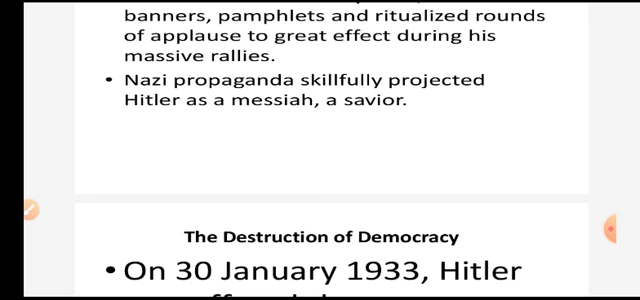 banners, pamphlets and ritualized rounds
of applause to great effect during his
massive rallies.
• Nazi propaganda skillfully projected
Hitler as a messiah, a savior.
The Destruction of Democracy
• On 30 January 1933, Hitler